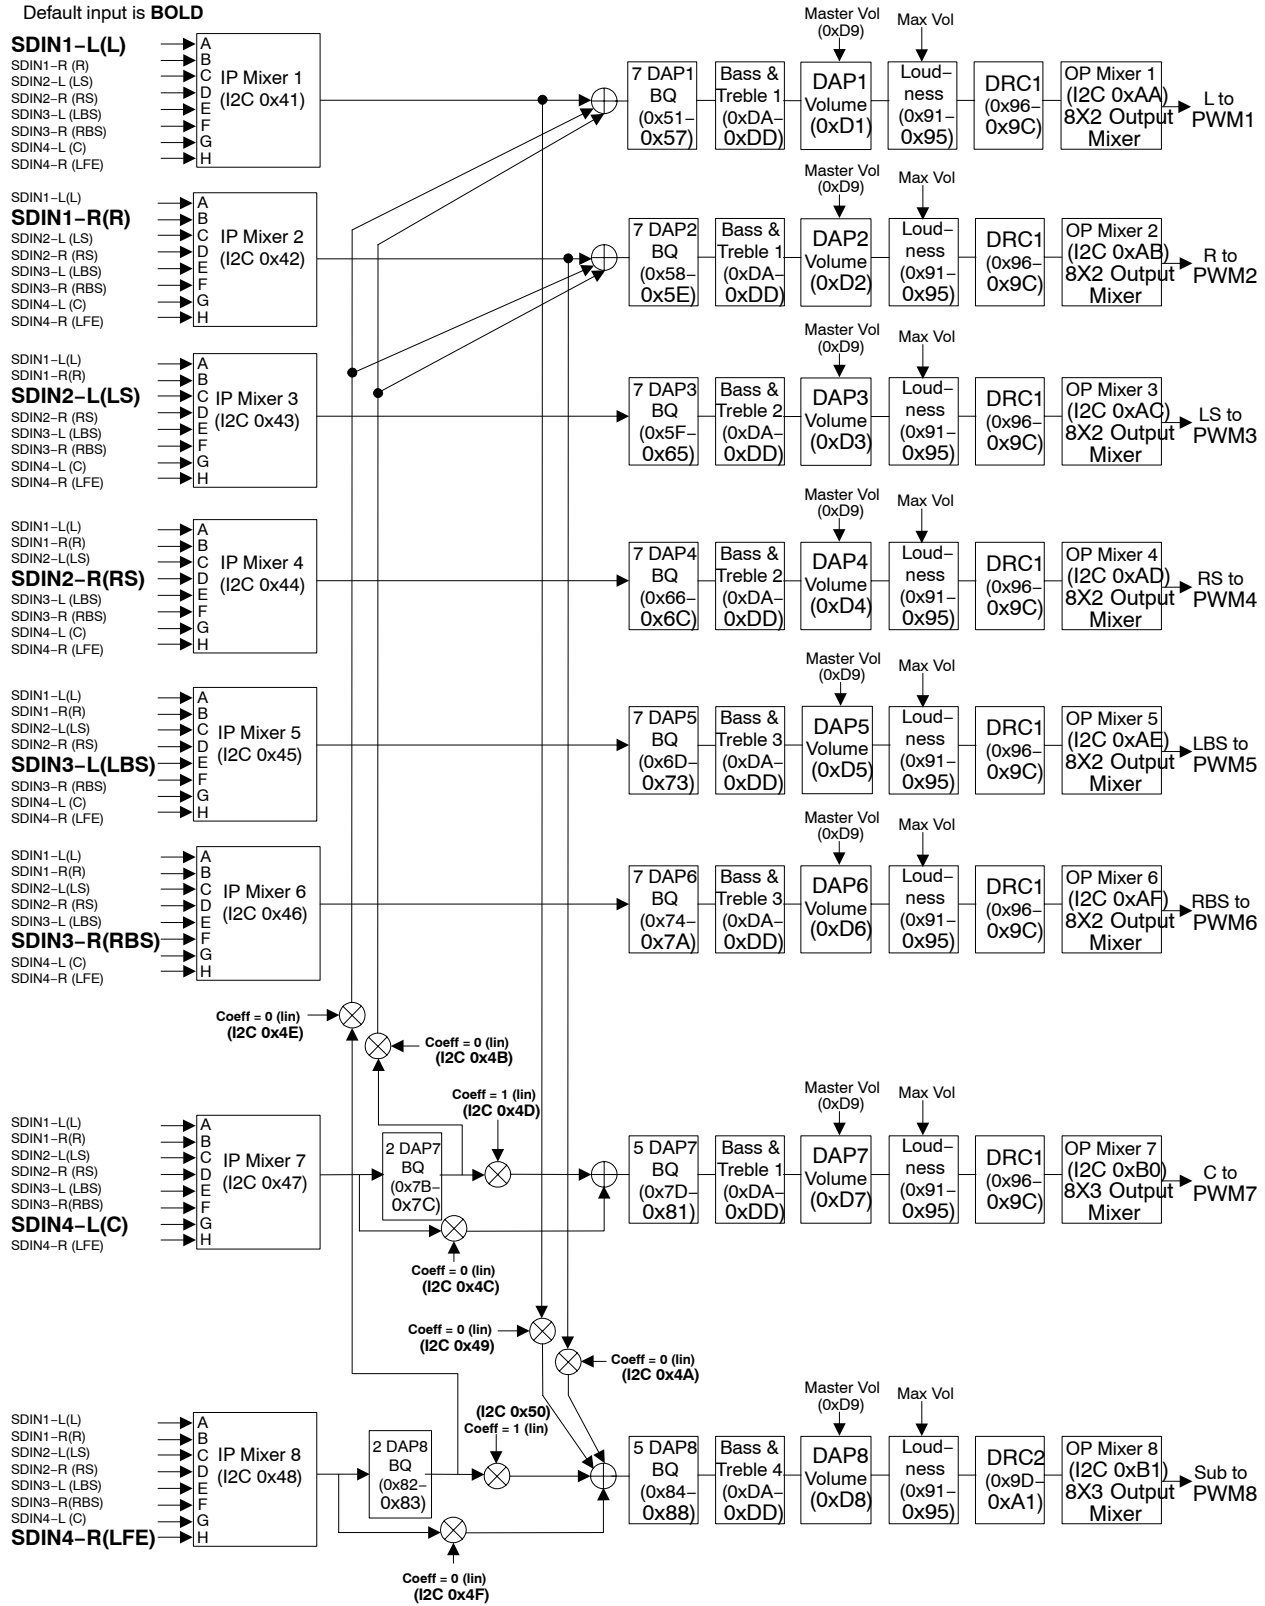 Default input is BOLD
SDIN1−L(L)
SDIN1−R (R)
SDIN2−L (LS)
SDIN2−R (RS)
SDIN3−L (LBS)
SDIN3−R (RBS)
SDIN4−L (C)
SDIN4−R (LFE)
A
B
C
D
E
F
G
H
IP Mixer 1
(I2C 0x41)
7 DAP1
BQ
(0x51−
0x57)
Bass &
Treble 1
(0xDA−
0xDD)
Master Vol
(0xD9)
DAP1
Volume
(0xD1)
Max Vol
Loud−
ness
(0x91−
0x95)
DRC1
(0x96−
0x9C)
OP Mixer 1
(I2C 0xAA)
8X2 Output
Mixer
L to
PWM1
SDIN1−L(L)
SDIN1−R(R)
SDIN2−L (LS)
SDIN2−R (RS)
SDIN3−L (LBS)
SDIN3−R (RBS)
SDIN4−L (C)
SDIN4−R (LFE)
A
B
C
D
E
F
G
H
IP Mixer 2
(I2C 0x42)
7 DAP2
BQ
(0x58−
0x5E)
Bass &
Treble 1
(0xDA−
0xDD)
Master Vol
(0xD9)
DAP2
Volume
(0xD2)
Max Vol
Loud−
ness
(0x91−
0x95)
DRC1
(0x96−
0x9C)
OP Mixer 2
(I2C 0xAB)
8X2 Output
Mixer
R to
PWM2
SDIN1−L(L)
SDIN1−R(R)
SDIN2−L(LS)
SDIN2−R (RS)
SDIN3−L (LBS)
SDIN3−R (RBS)
SDIN4−L (C)
SDIN4−R (LFE)
A
B
C
D
E
F
G
H
IP Mixer 3
(I2C 0x43)
7 DAP3
BQ
(0x5F−
0x65)
Bass &
Treble 2
(0xDA−
0xDD)
Master Vol
(0xD9)
DAP3
Volume
(0xD3)
Max Vol
Loud−
ness
(0x91−
0x95)
DRC1
(0x96−
0x9C)
OP Mixer 3
(I2C 0xAC)
8X2 Output
Mixer
LS to
PWM3
SDIN1−L(L)
SDIN1−R(R)
SDIN2−L(LS)
SDIN2−R(RS)
SDIN3−L (LBS)
SDIN3−R (RBS)
SDIN4−L (C)
SDIN4−R (LFE)
A
B
C
D
E
F
G
H
IP Mixer 4
(I2C 0x44)
7 DAP4
BQ
(0x66−
0x6C)
Bass &
Treble 2
(0xDA−
0xDD)
Master Vol
(0xD9)
DAP4
Volume
(0xD4)
Max Vol
Loud−
ness
(0x91−
0x95)
DRC1
(0x96−
0x9C)
OP Mixer 4
(I2C 0xAD)
8X2 Output
Mixer
RS to
PWM4
SDIN1−L(L)
SDIN1−R(R)
SDIN2−L(LS)
SDIN2−R (RS)
SDIN3−L(LBS)
SDIN3−R (RBS)
SDIN4−L (C)
SDIN4−R (LFE)
A
B
C
D
E
F
G
H
IP Mixer 5
(I2C 0x45)
7 DAP5
BQ
(0x6D−
0x73)
Bass &
Treble 3
(0xDA−
0xDD)
Master Vol
(0xD9)
DAP5
Volume
(0xD5)
Max Vol
Loud−
ness
(0x91−
0x95)
DRC1
(0x96−
0x9C)
OP Mixer 5
(I2C 0xAE)
8X2 Output
Mixer
LBS to
PWM5
SDIN1−L(L)
SDIN1−R(R)
SDIN2−L(LS)
SDIN2−R (RS)
SDIN3−L (LBS)
SDIN3−R(RBS)
SDIN4−L (C)
SDIN4−R (LFE)
A
B
C
D
E
F
G
H
IP Mixer 6
(I2C 0x46)
7 DAP6
BQ
(0x74−
0x7A)
Bass &
Treble 3
(0xDA−
0xDD)
Master Vol
(0xD9)
DAP6
Volume
(0xD6)
Max Vol
Loud−
ness
(0x91−
0x95)
DRC1
(0x96−
0x9C)
OP Mixer 6
(I2C 0xAF)
8X2 Output
Mixer
RBS to
PWM6
Coeff = 0 (lin)
(I2C 0x4E)
Coeff = 0 (lin)
(I2C 0x4B)
Coeff = 1 (lin)
(I2C 0x4D)
SDIN1−L(L)
SDIN1−R(R)
SDIN2−L(LS)
SDIN2−R (RS)
SDIN3−L (LBS)
SDIN3−R(RBS)
SDIN4−L(C)
SDIN4−R (LFE)
A
B
C
D
E
F
G
H
IP Mixer 7
(I2C 0x47)
2 DAP7
BQ
(0x7B−
0x7C)
Coeff = 0 (lin)
(I2C 0x4C)
5 DAP7
BQ
(0x7D−
0x81)
Bass &
Treble 1
(0xDA−
0xDD)
Master Vol
(0xD9)
DAP7
Volume
(0xD7)
Max Vol
Loud−
ness
(0x91−
0x95)
DRC1
(0x96−
0x9C)
OP Mixer 7
(I2C 0xB0)
8X3 Output
Mixer
C to
PWM7
Coeff = 0 (lin)
(I2C 0x49)
Coeff = 0 (lin)
(I2C 0x4A)
(I2C 0x50)
Coeff = 1 (lin)
SDIN1−L(L)
SDIN1−R(R)
SDIN2−L(LS)
SDIN2−R (RS)
SDIN3−L (LBS)
SDIN3−R(RBS)
SDIN4−L (C)
SDIN4−R(LFE)
A
B
C
D
E
F
G
H
IP Mixer 8
(I2C 0x48)
2 DAP8
BQ
(0x82−
0x83)
Coeff = 0 (lin)
(I2C 0x4F)
5 DAP8
BQ
(0x84−
0x88)
Bass &
Treble 4
(0xDA−
0xDD)
Master Vol
(0xD9)
DAP8
Volume
(0xD8)
Max Vol
Loud−
ness
(0x91−
0x95)
DRC2
(0x9D−
0xA1)
OP Mixer 8
(I2C 0xB1)
8X3 Output
Mixer
Sub to
PWM8